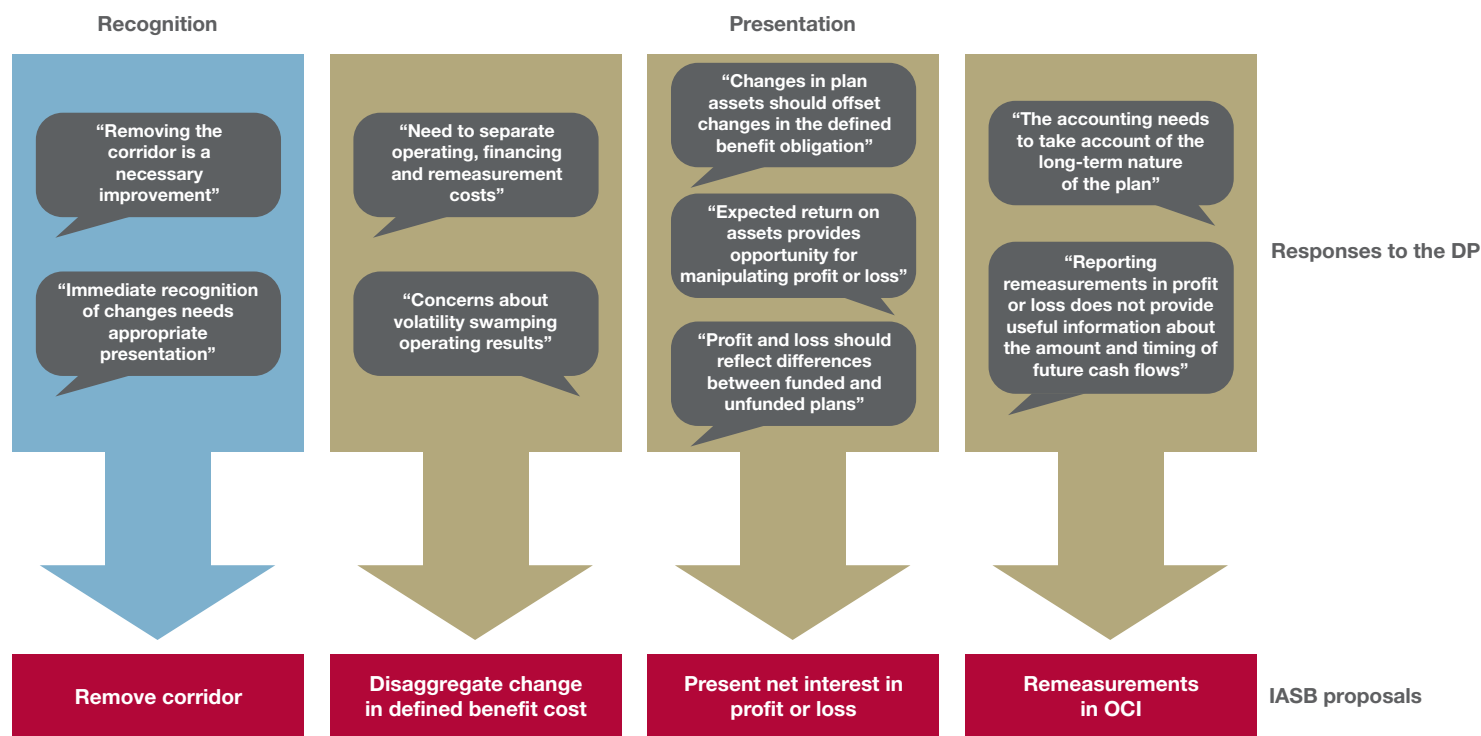 Recognition
Presentation
“Removing the
corridor is a
necessary
improvement”
“Immediate recognition
of changes needs
appropriate
presentation”
“Need to separate
operating, financing
and remeasurement
costs”
“Concerns about
volatility swamping
operating results”
“Changes in plan
assets should offset
changes in the defined
benefit obligation”
“Expected return on
assets provides
opportunity for
manipulating profit or loss”
“Profit and loss should
reflect differences
between funded and
unfunded plans”
“The accounting needs
to take account of the
long-term nature
of the plan”
“Reporting
remeasurements in profit
or loss does not provide
useful information about
the amount and timing of
future cash flows”
Responses to the DP
Remove corridor
Disaggregate change
in defined benefit cost
Present net interest in
profit or loss
Remeasurements
in OCI
IASB proposals